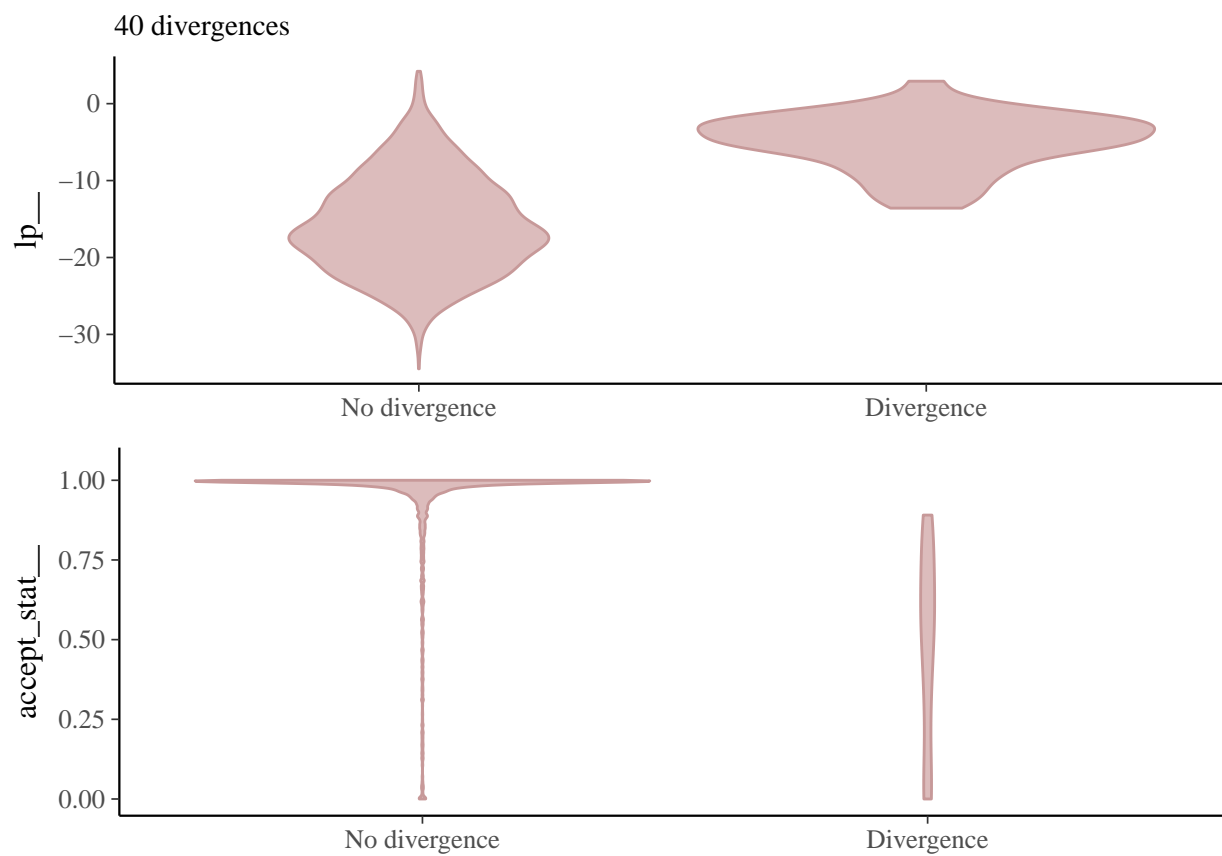 40 divergences
lp__
0
−10
−20
−30
No divergence Divergence
accept_stat__
1.00
0.75
0.50
0.25
0.00
No divergence Divergence